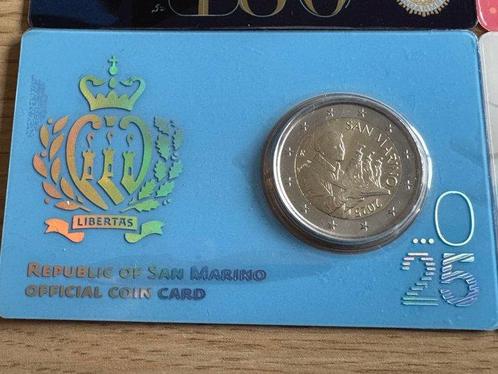 LIBERTAS
REPUBLIC OF SAN MARINO
OFFICIAL COIN CARD
SAN MARINO
2025